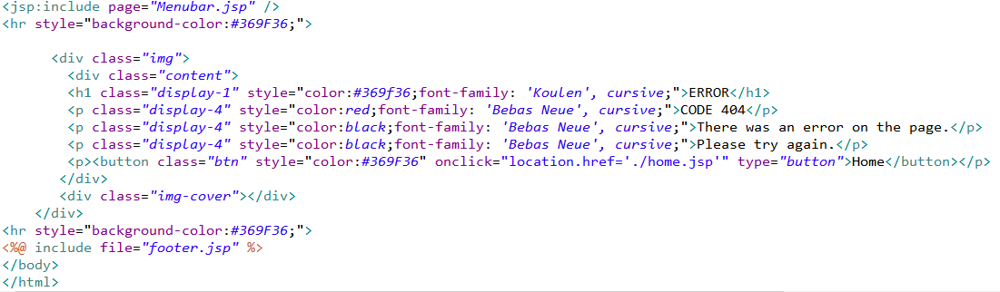 <jsp:include page="Menubar.jsp" />
<hr style="background-color:#369F36;">
<div class="img">
<div class="content">
<h1 class="display-1" style="color:#369f36;font-family: 'Koulen', cursive;">ERROR</h1>
<p class="display-4" style="color:red;font-family: 'Bebas Neue', cursive;">CODE 404</p>
<p class="display-4" style="color:black;font-family: 'Bebas Neue', cursive;">There was an error on the page.</p>
<p class="display-4" style="color:black;font-family: 'Bebas Neue', cursive;">Please try again.</p>
<p><button class="btn" style="color:#369F36" onclick="location.href='./home.jsp'" type="button">Home</button></p>
</div>
<div class="img-cover"></div>
</div>
<hr style="background-color:#369F36;">
<%@ include file="footer.jsp" %>
</body>
</html>